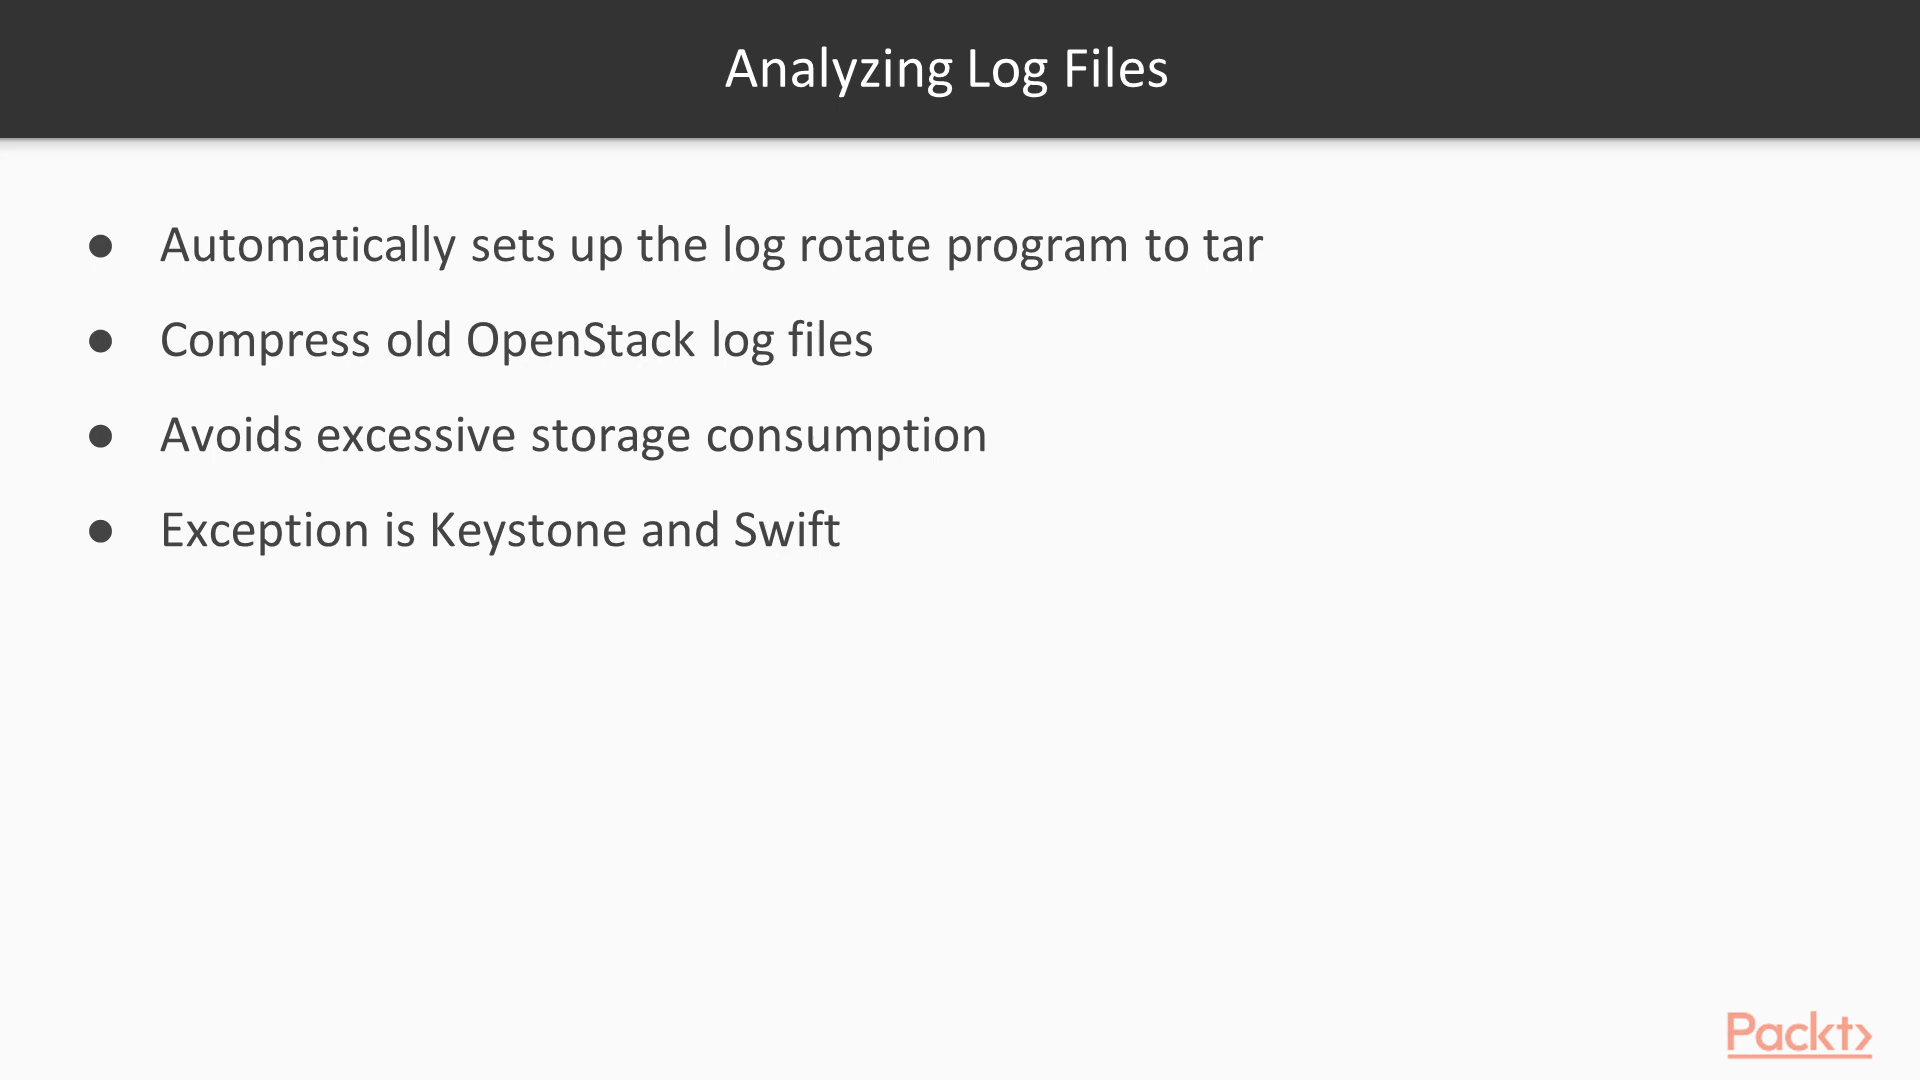 Analyzing Log Files
● Automatically sets up the log rotate program to tar
● Compress old OpenStack log files
● Avoids excessive storage consumption
● Exception is Keystone and Swift
Packt>